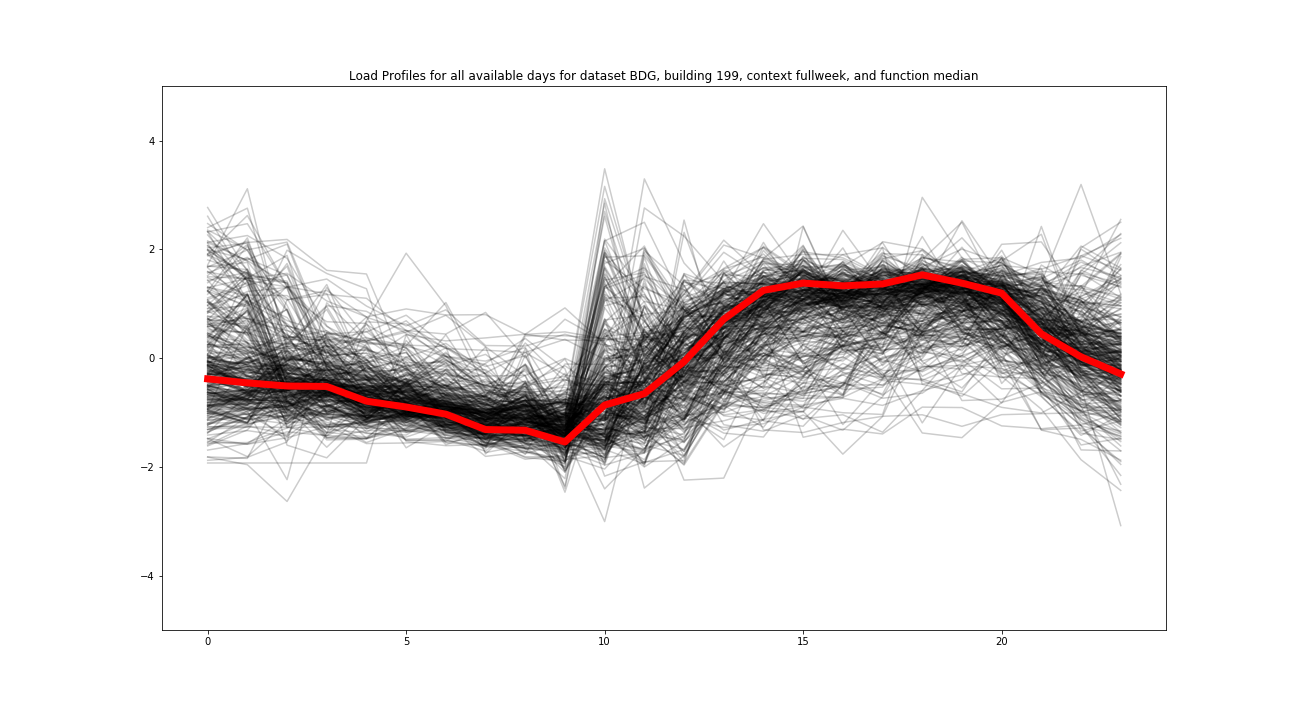 Load Profiles for all available days for dataset BDG, building 199, context fullweek, and function median
4
2
0
−2
−4
0 5 10 15 20